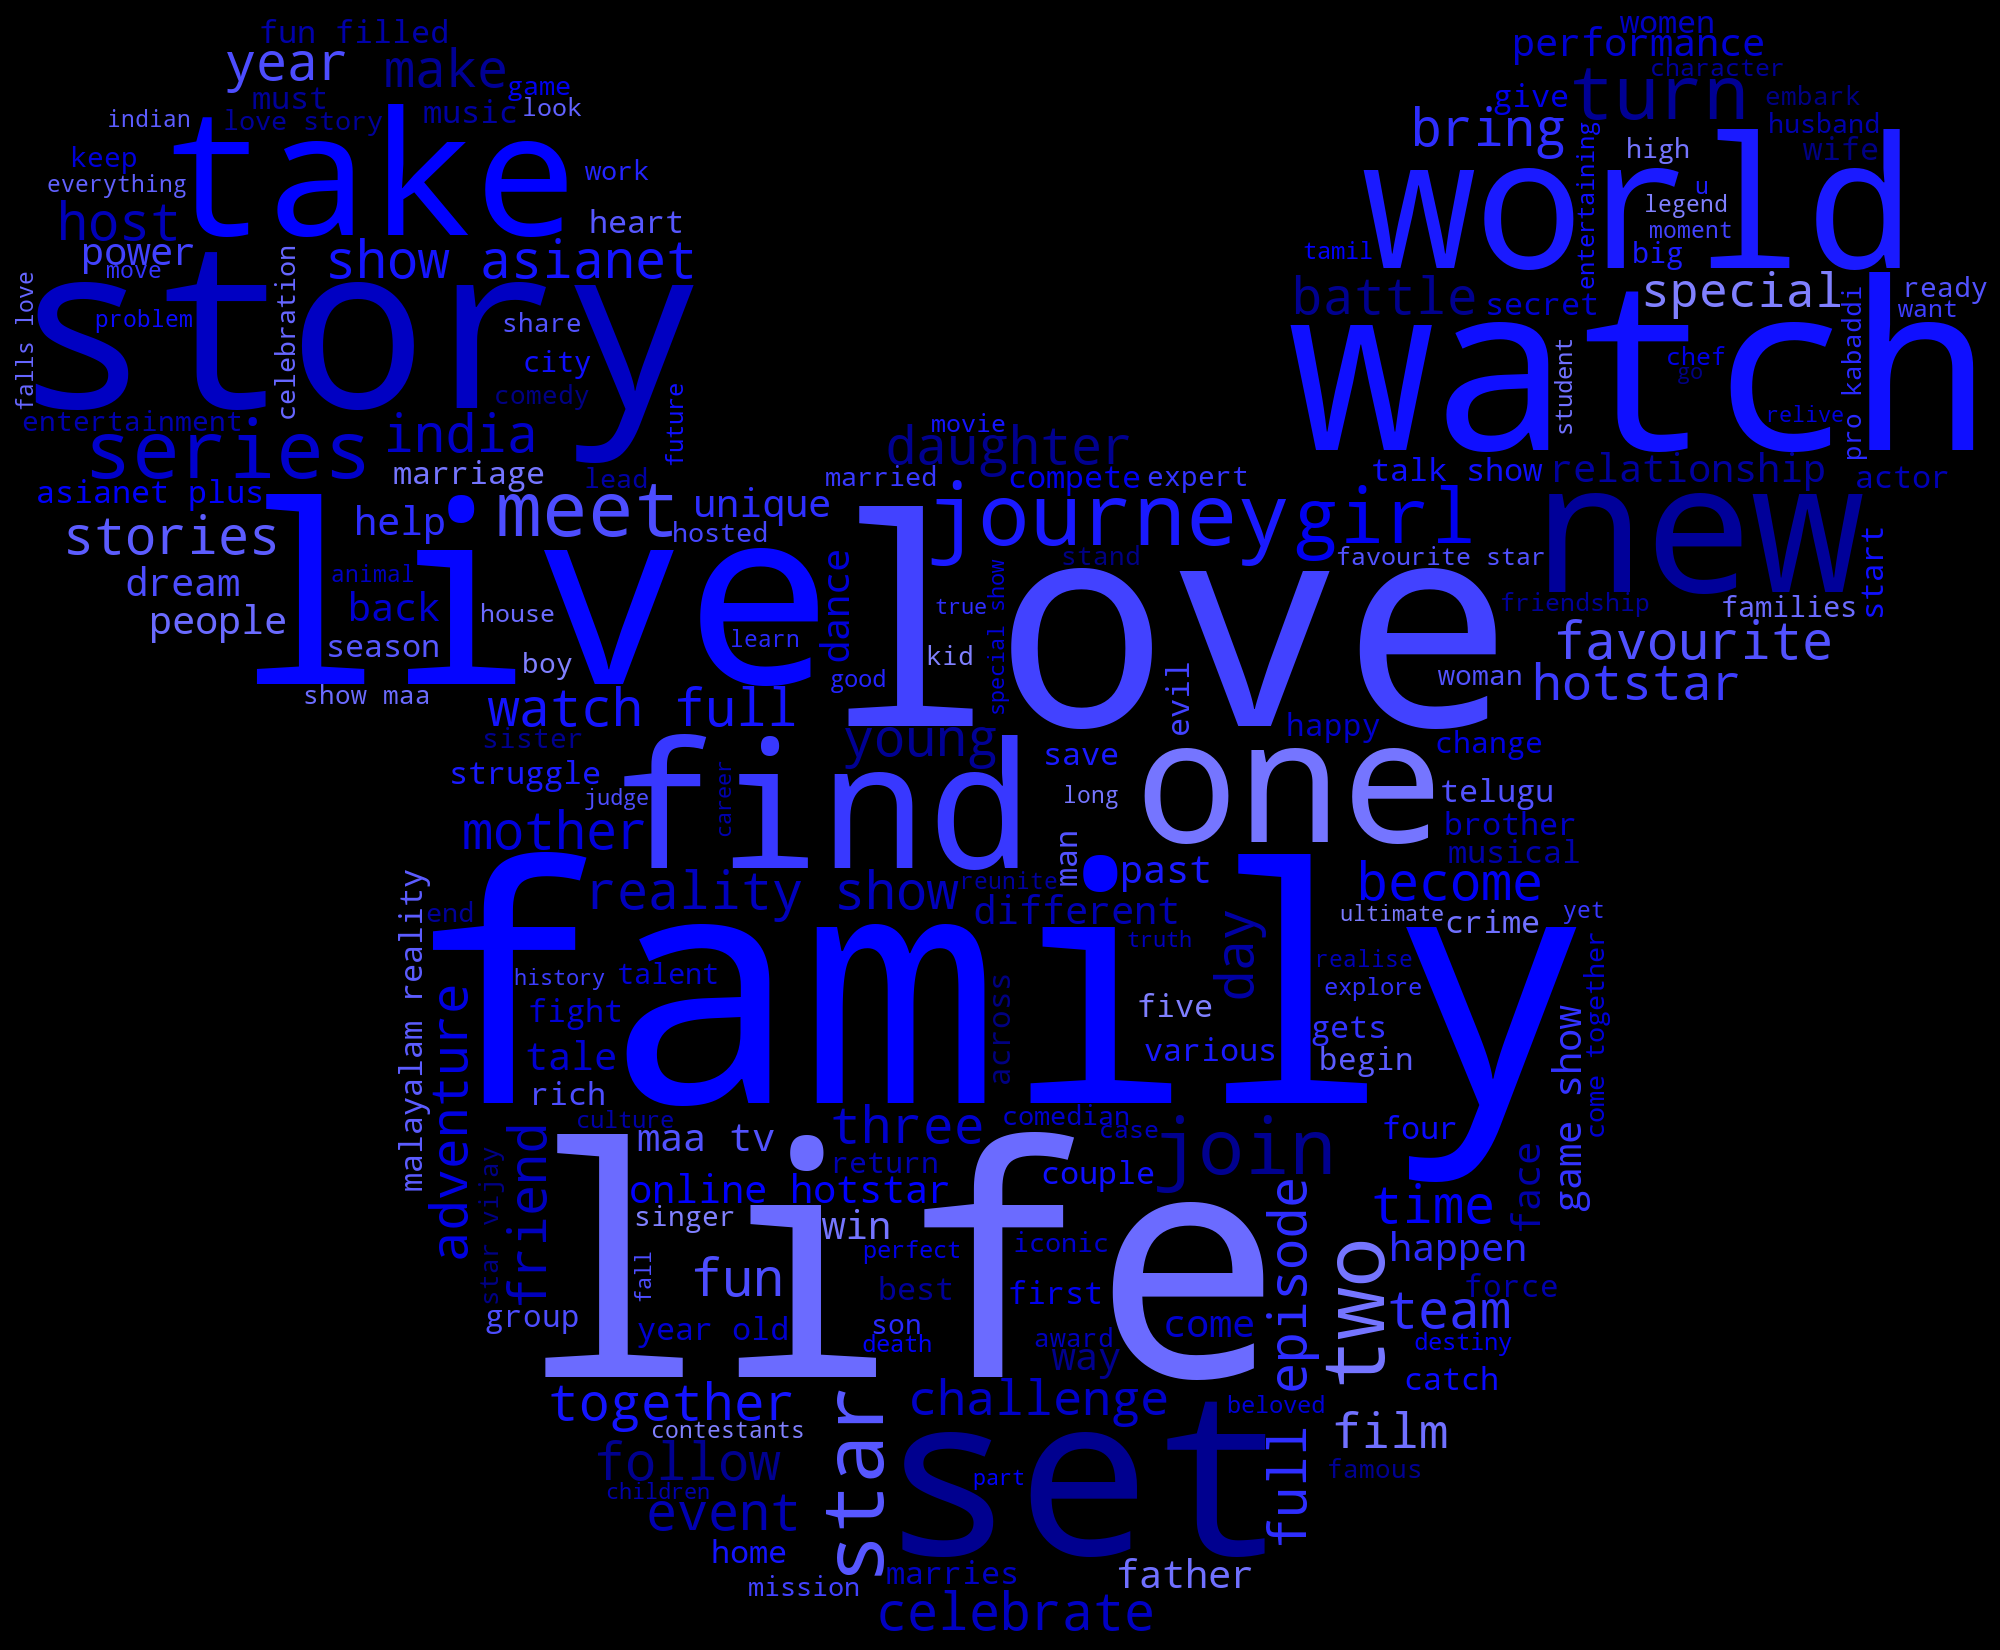 fun filled
women
year
make
performance
game
character
must
music
look
give
turn
embark
indian
love story
bring
husband
keep
take
work
entertaining
high
wife
everything
world
u
host
heart
legend
power
show asianet
moment
move
tamil
big
falls love
story
problem
celebration
share
battle
secret
special
ready
want
city
watch
student
chef
go
pro kabaddi
comedy
future
entertainment
relive
series
india
movie
daughter
marriage
lead
married
compete
expert
talk show
relationship
actor
asianet plus
meet
unique
journey
girl
new
stories
help
hosted
live
love
dance
stand
favourite star
start
dream
animal
back
house
true
special show
friendship
families
people
season
learn
kid
favourite
boy
good
evil
woman
hotstar
show maa
watch full
young
happy
sister
find
save
one
change
struggle
career
judge
long
telugu
mother
brother
man
musical
reality show
reunite
past
become
malayalam reality
end
family
different
ultimate
crime
yet
day
truth
history
talent
realise
come together
adventure
fight
across
five
explore
gets
tale
various
begin
game show
rich
culture
maa tv
three
comedian
case
join
four
friend
life
return
star vijay
online hotstar
couple
face
time
singer
win
episode
fall
fun
perfect
iconic
two
happen
best
first
force
group
year old
son
come
team
death
award
destiny
way
catch
together
star
challenge
beloved
contestants
set
film
follow
full
children
part
famous
event
home
mission
marries
father
celebrate